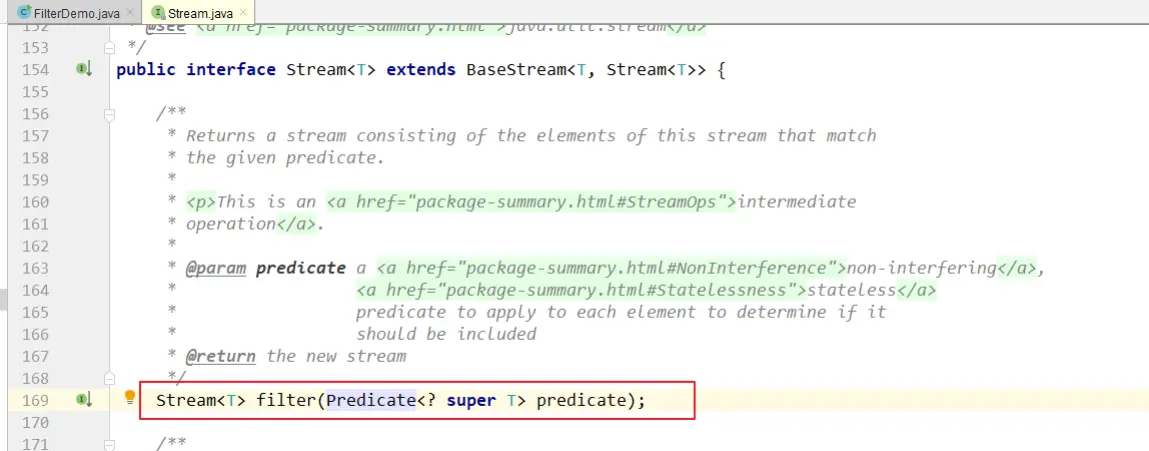 FilterDemo.java × Stream.java ×
152 * @see <a href="package-summary.html">java.util.stream</a>
153 */
154 public interface Stream<T> extends BaseStream<T, Stream<T>> {
155
156 /**
157 * Returns a stream consisting of the elements of this stream that match
158 * the given predicate.
159 *
160 * <p>This is an <a href="package-summary.html#StreamOps">intermediate
161 * operation</a>.
162 *
163 * @param predicate a <a href="package-summary.html#NonInterference">non-interfering</a>,
164 * <a href="package-summary.html#Statelessness">stateless</a>
165 * predicate to apply to each element to determine if it
166 * should be included
167 * @return the new stream
168 */
169 Stream<T> filter(Predicate<? super T> predicate);
170
171 /**